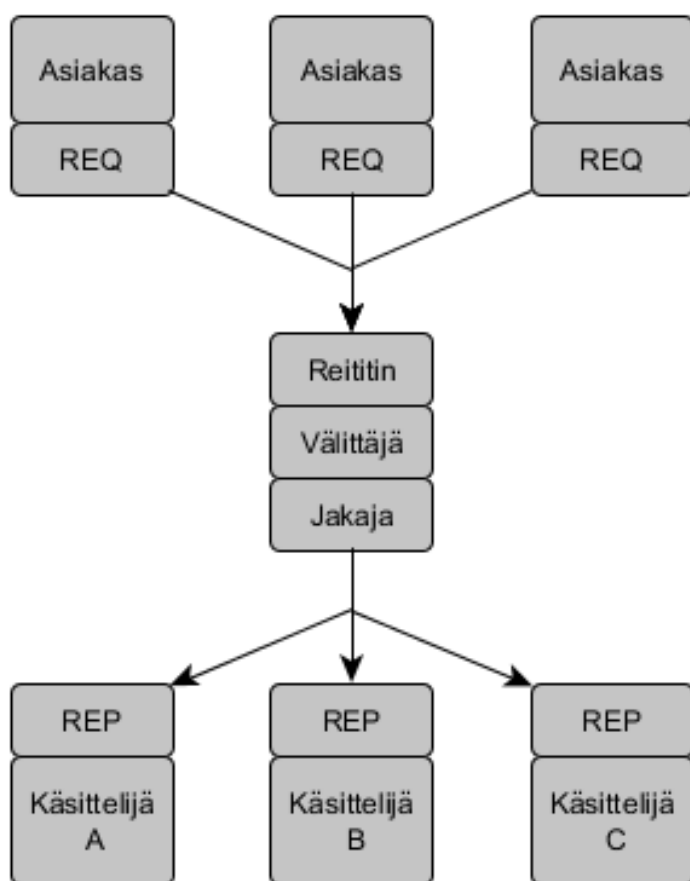 Asiakas
Asiakas
Asiakas
REQ
REQ
REQ
Reititin
Välittäjä
Jakaja
REP
REP
REP
Käsittelijä
A
Käsittelijä
B
Käsittelijä
C